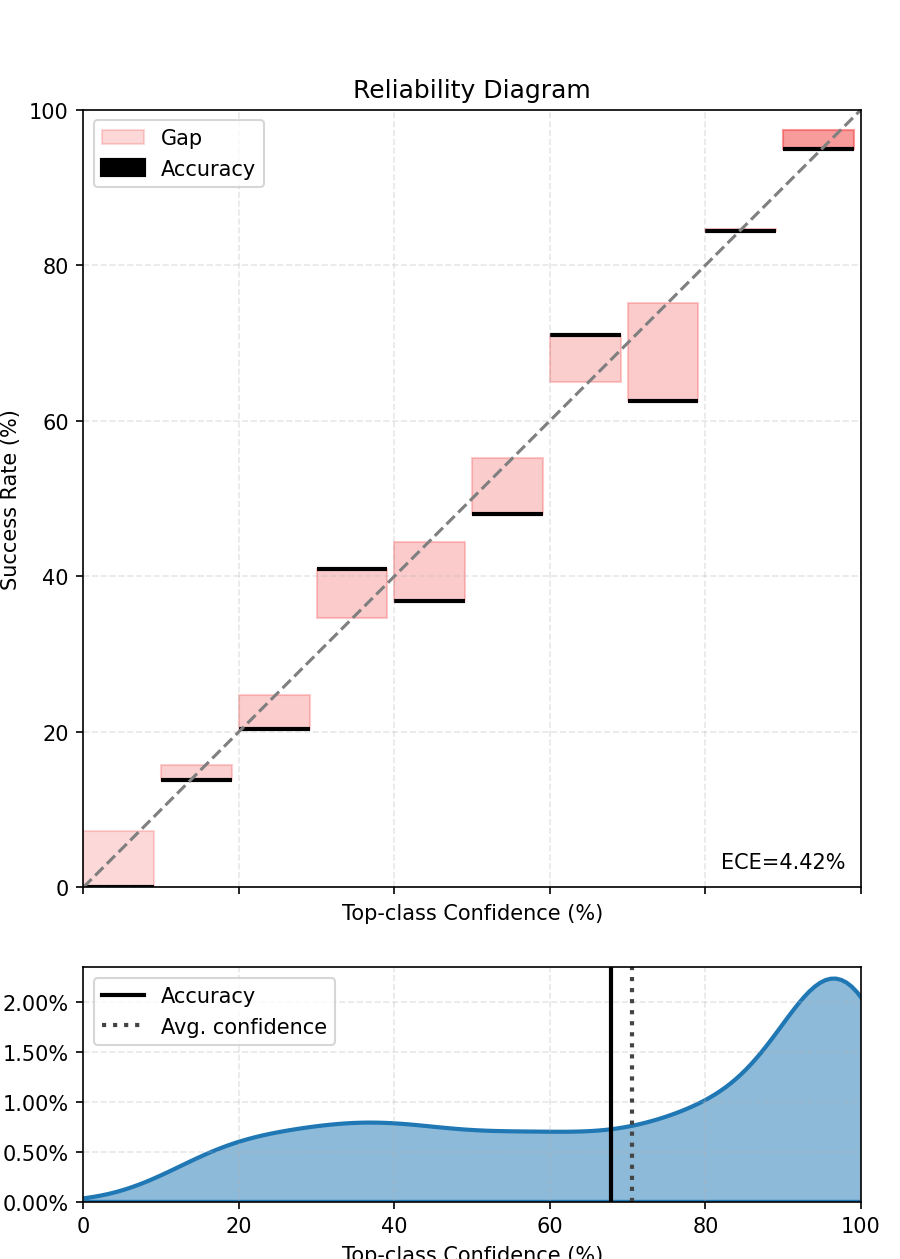 Reliability Diagram
100
80
60
40
20
0
Success Rate (%)
Gap
Accuracy
ECE=4.42%
Top-class Confidence (%)
2.00%
1.50%
1.00%
0.50%
0.00%
Accuracy
Avg. confidence
0 20 40 60 80 100
Top-class Confidence (%)